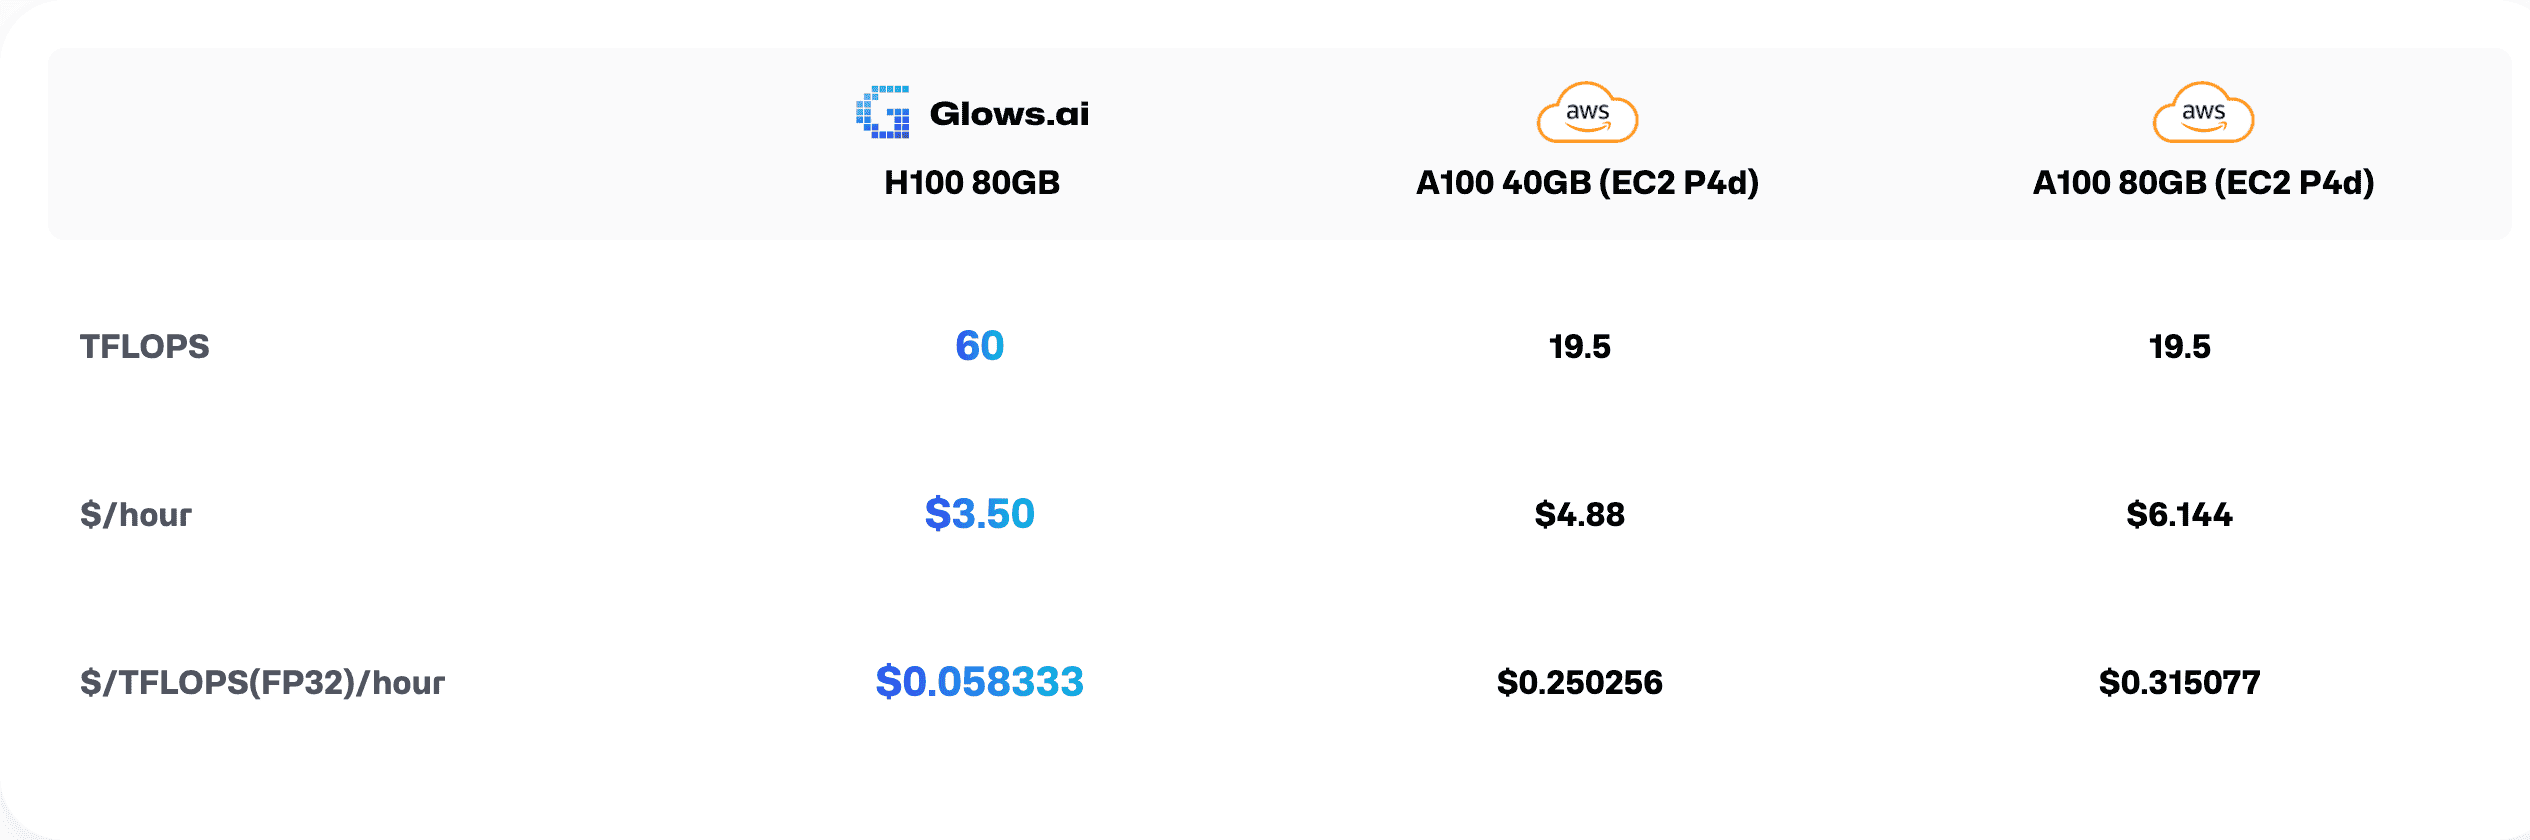 Glows.ai
H100 80GB
aws
A100 40GB (EC2 P4d)
aws
A100 80GB (EC2 P4d)
TFLOPS 60 19.5 19.5
$/hour $3.50 $4.88 $6.144
$/TFLOPS(FP32)/hour $0.058333 $0.250256 $0.315077